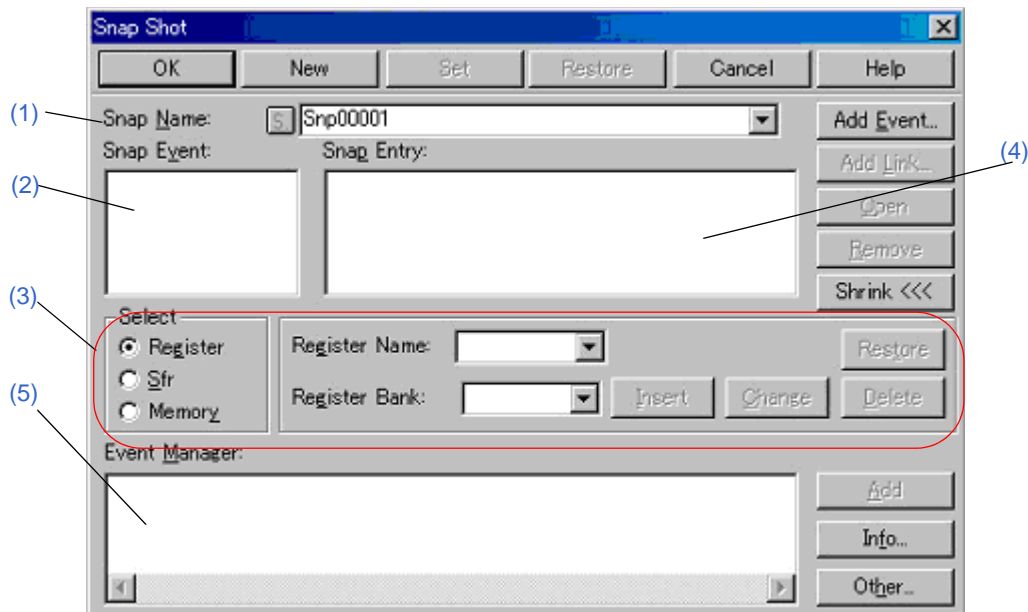 Snap Shot
OK New Set Restore Cancel Help
(1) Snap Name: S. Snp00001 Add Event...
Snap Event: Snap Entry: Add Link...
(4)
(2)
Open
Remove
(3) Shrink <<<
Select
Register Register Name: Restore
Sfr
(5) Memory Register Bank: Insert Change Delete
Event Manager:
Add
Info...
Other...